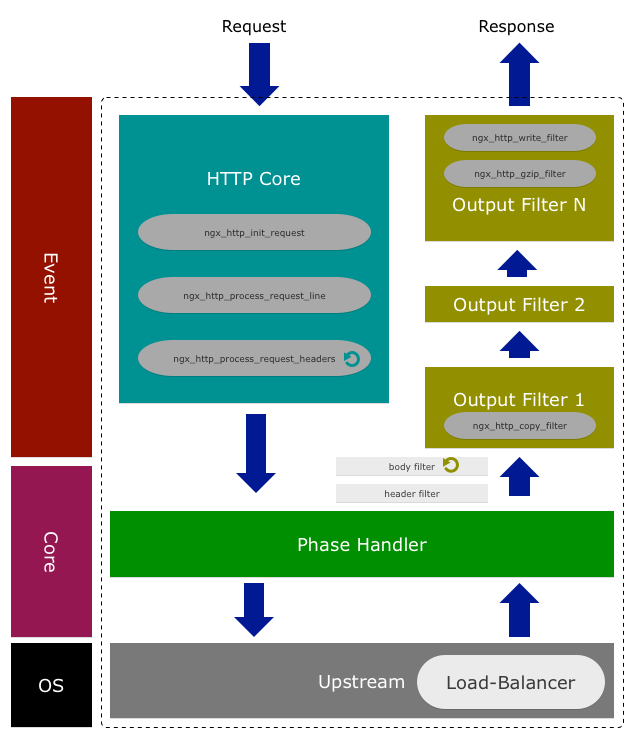 Request
Response
Event
Core
OS
HTTP Core
ngx_http_init_request
ngx_http_process_request_line
ngx_http_process_request_headers
ngx_http_write_filter
ngx_http_gzip_filter
Output Filter N
Output Filter 2
Output Filter 1
ngx_http_copy_filter
body filter
header filter
Phase Handler
Upstream
Load-Balancer